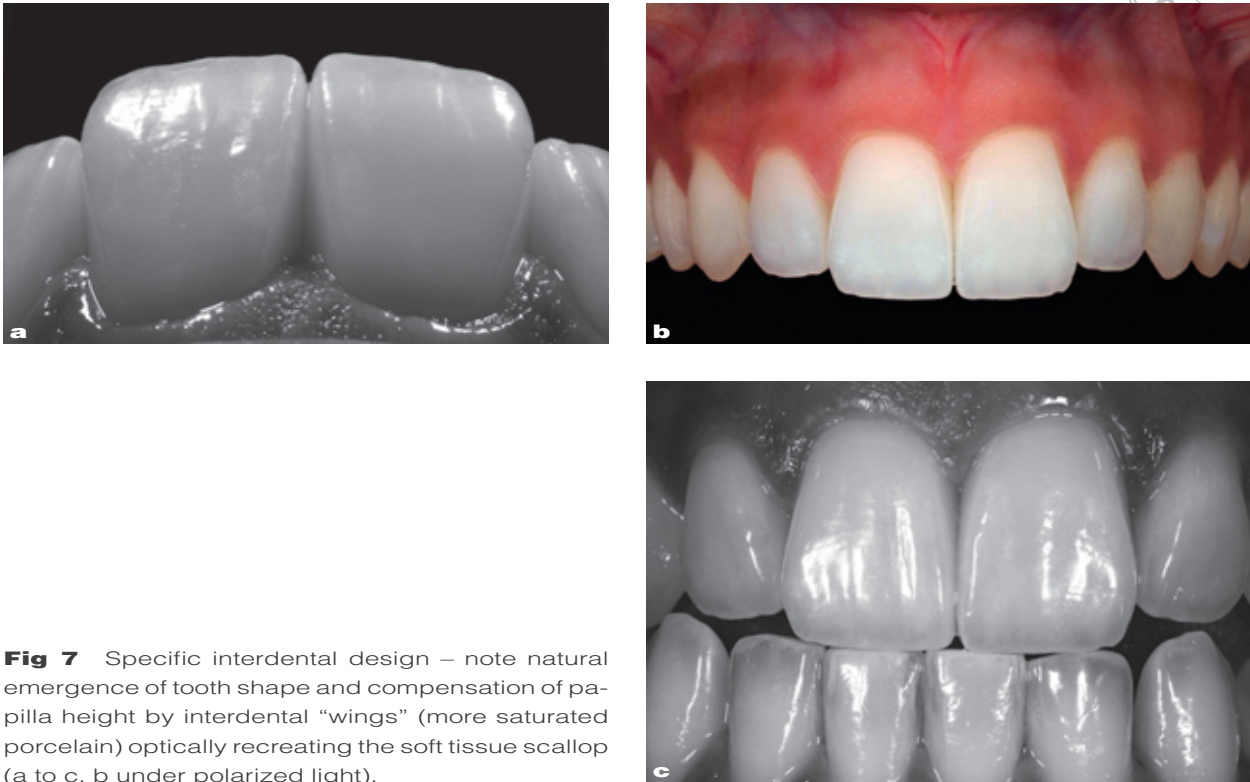 a
b
Fig 7 Specific interdental design – note natural
emergence of tooth shape and compensation of pa-
pilla height by interdental “wings” (more saturated
porcelain) optically recreating the soft tissue scallop
(a to c, b under polarized light).
c